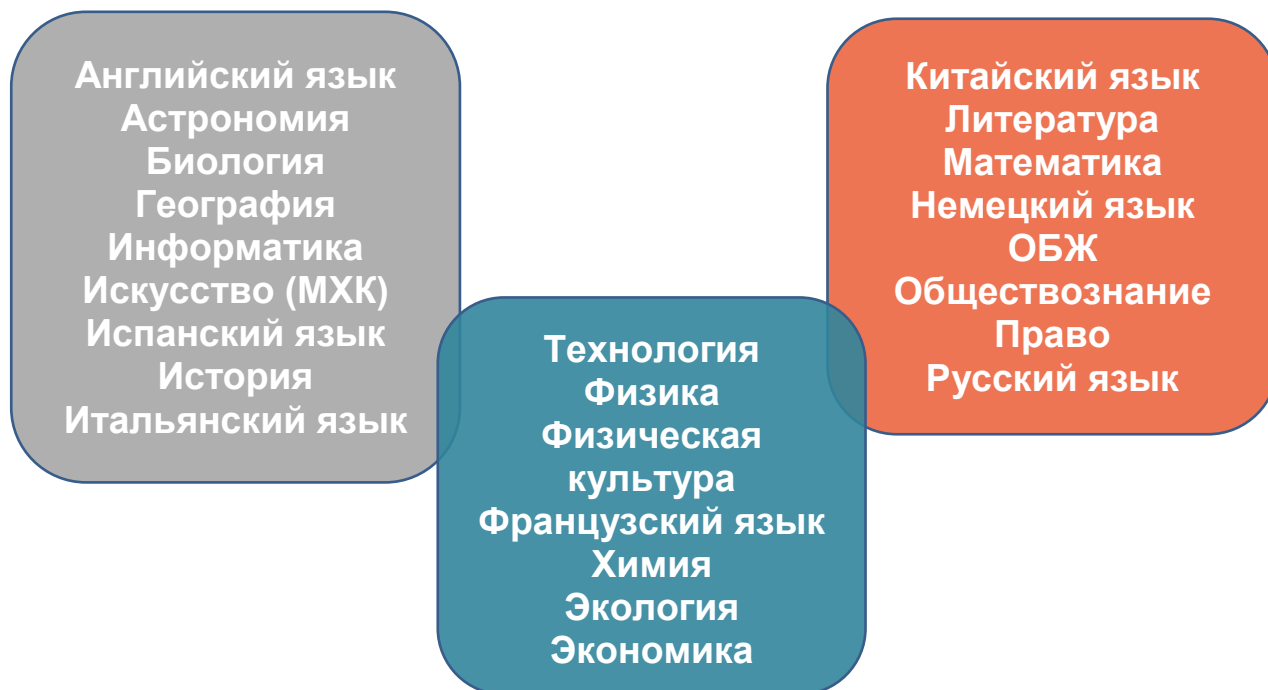 Английский язык
Астрономия
Биология
География
Информатика
Искусство (МХК)
Испанский язык
История
Итальянский язык
Китайский язык
Литература
Математика
Немецкий язык
ОБЖ
Обществознание
Право
Русский язык
Технология
Физика
Физическая
культура
Французский язык
Химия
Экология
Экономика